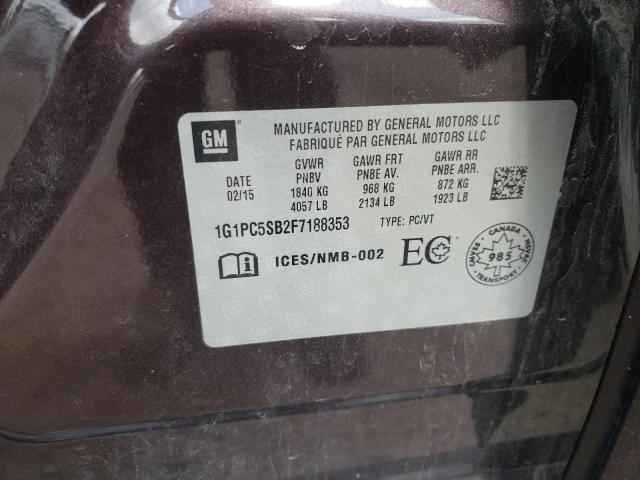 GM
MANUFACTURED BY GENERAL MOTORS LLC
FABRIQUÉ PAR GENERAL MOTORS LLC
DATE
02/15
GVWR
PNBV
1840 KG
4057 LB
GAWR FRT
PNBE AV.
968 KG
2134 LB
GAWR RR
PNBE ARR.
872 KG
1923 LB
1G1PC5SB2F7188353 TYPE: PC/VT
i ICES/NMB-002 EC
CANADA
CMVSS 985 NSVAC
TRANSPORT